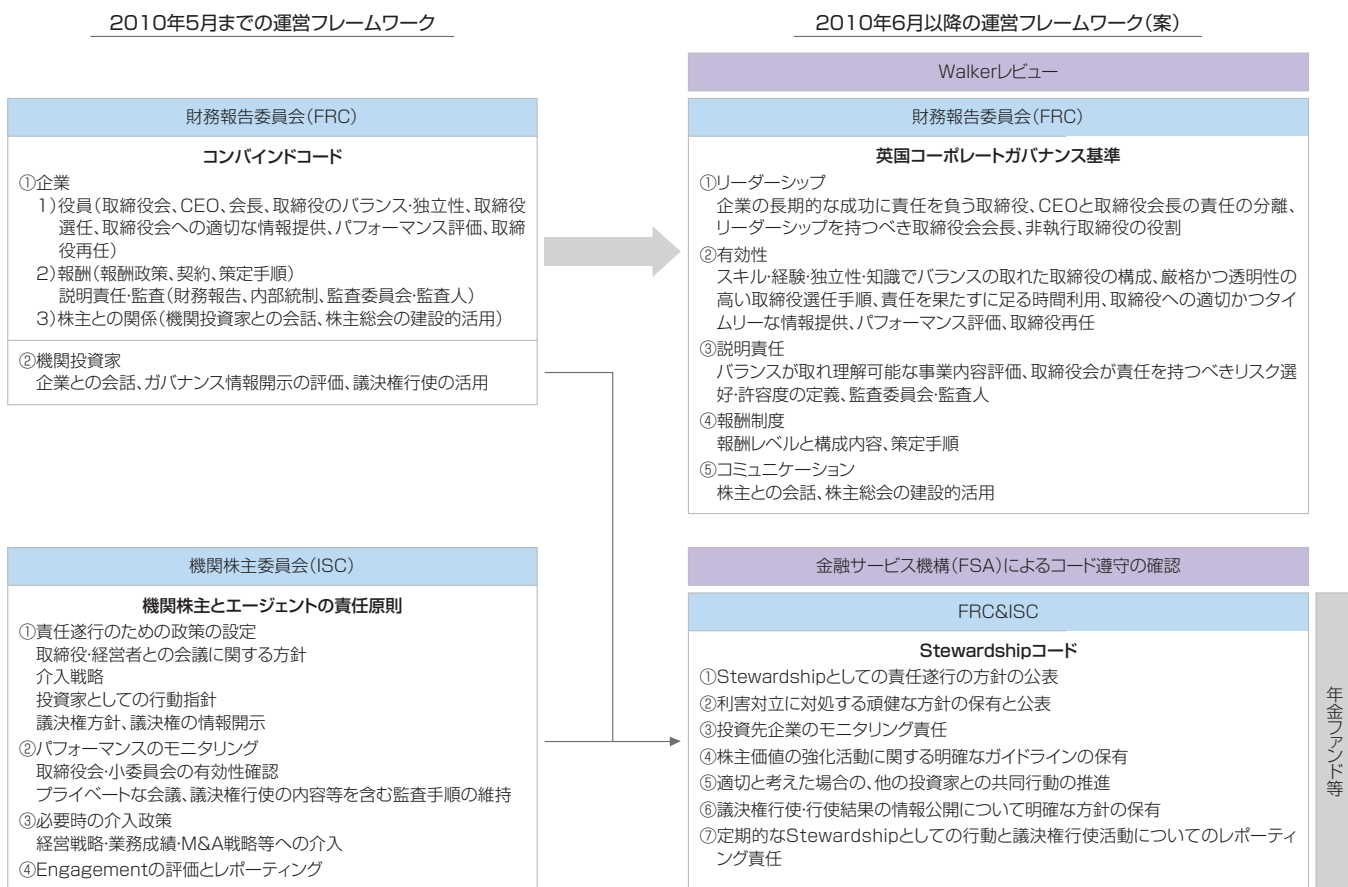 2010年5月までの運営フレームワーク
財務報告委員会(FRC)
コンバインドコード
①企業
1)役員(取締役会、CEO、会長、取締役のバランス・独立性、取締役
選任、取締役会への適切な情報提供、パフォーマンス評価、取締
役再任)
2)報酬(報酬政策、契約、策定手順)
説明責任・監査(財務報告、内部統制、監査委員会・監査人)
3)株主との関係(機関投資家との会話、株主総会の建設的活用)
②機関投資家
企業との会話、ガバナンス情報開示の評価、議決権行使の活用
機関株主委員会(ISC)
機関株主とエージェントの責任原則
①責任遂行のための政策の設定
取締役・経営者との会議に関する方針
介入戦略
投資家としての行動指針
議決権方針、議決権の情報開示
②パフォーマンスのモニタリング
取締役会・小委員会の有効性確認
プライベートな会議、議決権行使の内容等を含む監査手順の維持
③必要時の介入政策
経営戦略・業務成績・M&A戦略等への介入
④Engagementの評価とレポーティング
2010年6月以降の運営フレームワーク(案)
Walkerレビュー
財務報告委員会(FRC)
英国コーポレートガバナンス基準
①リーダーシップ
企業の長期的な成功に責任を負う取締役、CEOと取締役会長の責任の分離、
リーダーシップを持つべき取締役会会長、非執行取締役の役割
②有効性
スキル・経験・独立性・知識でバランスの取れた取締役の構成、厳格かつ透明性の
高い取締役選任手順、責任を果たすに足る時間利用、取締役への適切かつタイ
ムリーな情報提供、パフォーマンス評価、取締役再任
③説明責任
バランスが取れ理解可能な事業内容評価、取締役会が責任を持つべきリスク選
好・許容度の定義、監査委員会・監査人
④報酬制度
報酬レベルと構成内容、策定手順
⑤コミュニケーション
株主との会話、株主総会の建設的活用
金融サービス機構(FSA)によるコード遵守の確認
FRC&ISC
Stewardshipコード
①Stewardshipとしての責任遂行の方針の公表
②利害対立に対処する頑健な方針の保有と公表
③投資先企業のモニタリング責任
④株主価値の強化活動に関する明確なガイドラインの保有
⑤適切と考えた場合の、他の投資家との共同行動の推進
⑥議決権行使・行使結果の情報公開について明確な方針の保有
⑦定期的なStewardshipとしての行動と議決権行使活動についてのレポーティ
ング責任
年金ファンド等